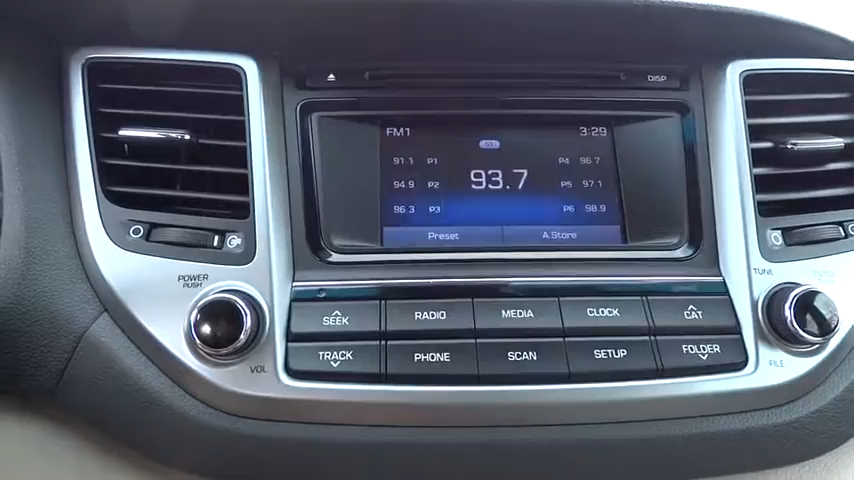 DISP
FM1 3:29
ST
91.1 P1 P4 96.7
94.9 P2 93.7 P5 97.1
96.3 P3 P6 98.9
Preset A.Store
POWER
PUSH
VOL
SEEK RADIO MEDIA CLOCK CAT
TRACK PHONE SCAN SETUP FOLDER
TUNE ENTER
FILE